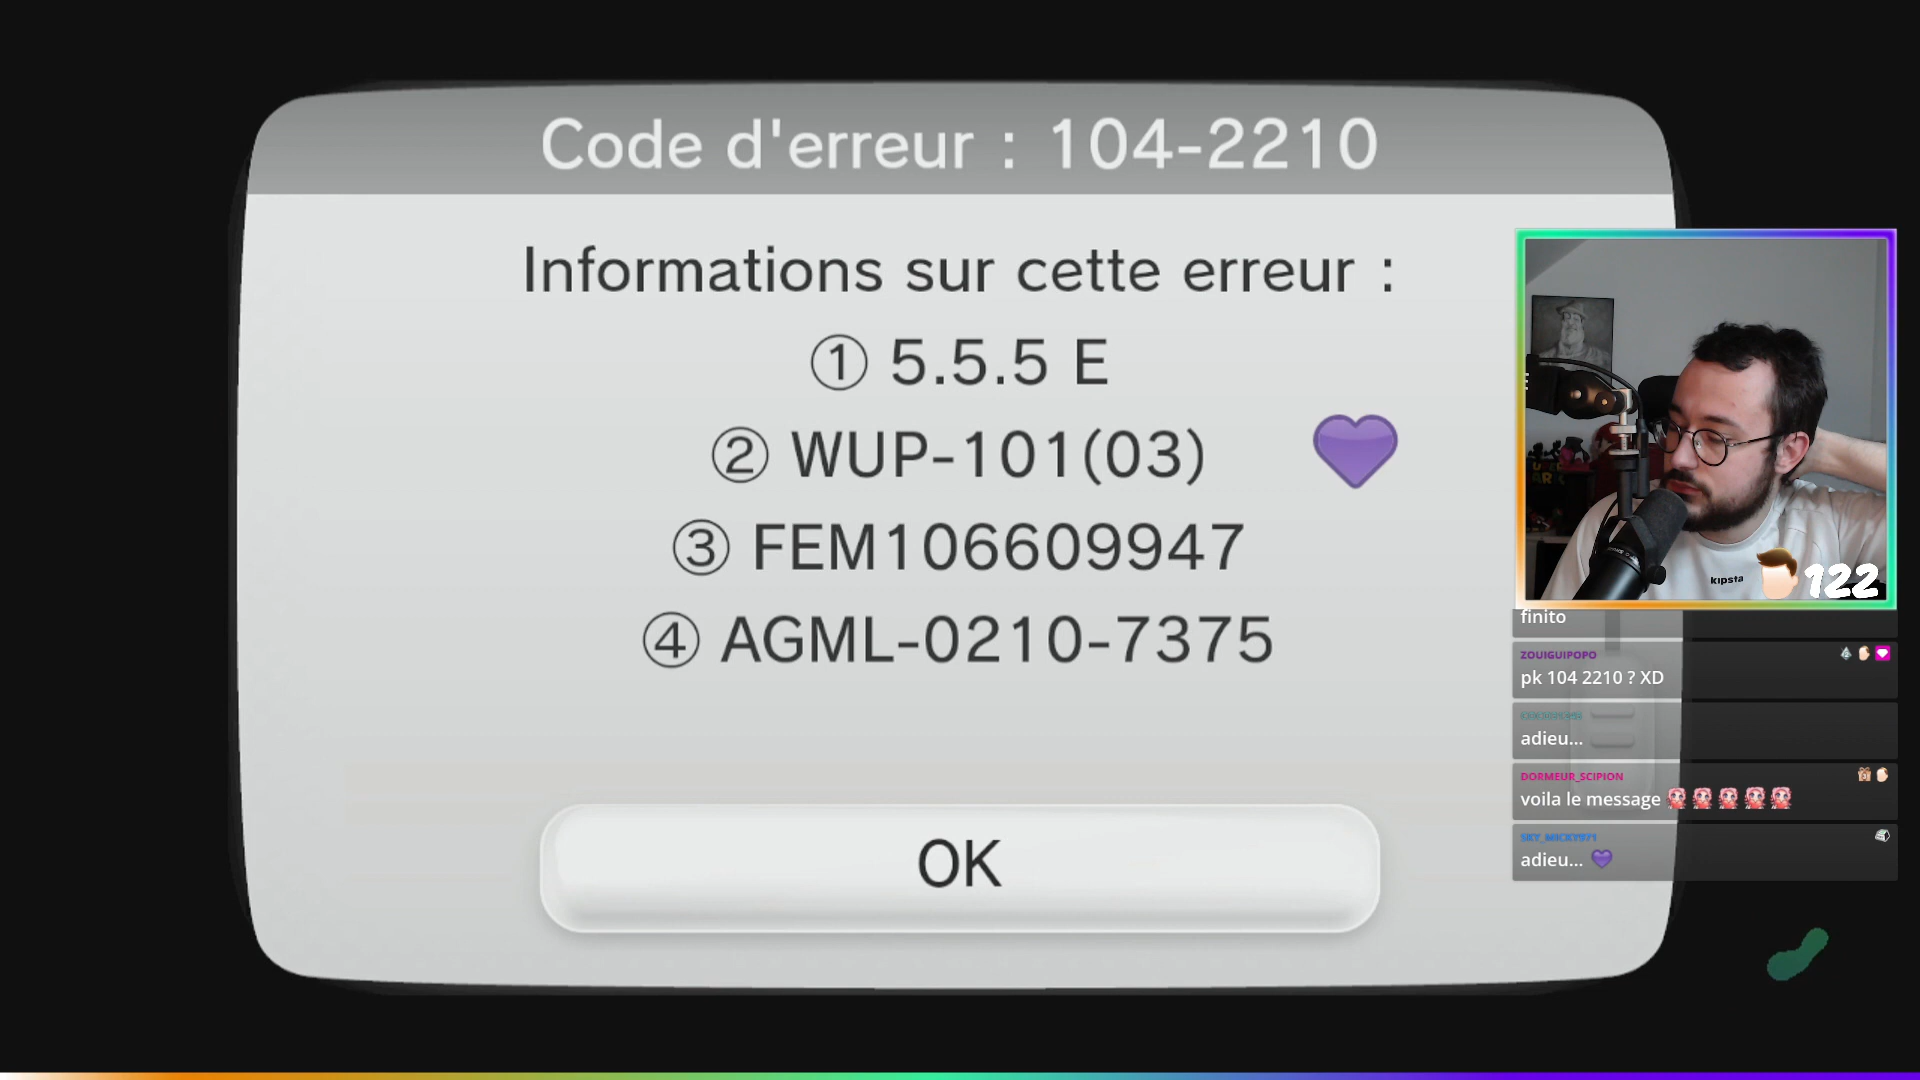 Code d'erreur : 104-2210
Informations sur cette erreur :
① 5.5.5 E
② WUP-101(03)
③ FEM106609947
④ AGML-0210-7375
OK
kipsta
122
finito
ZOUIGUIPOPO
pk 104 2210 ? XD
adieu...
DORMEUR_SCIPION
voila le message
SKY_MICKY971
adieu... 💜